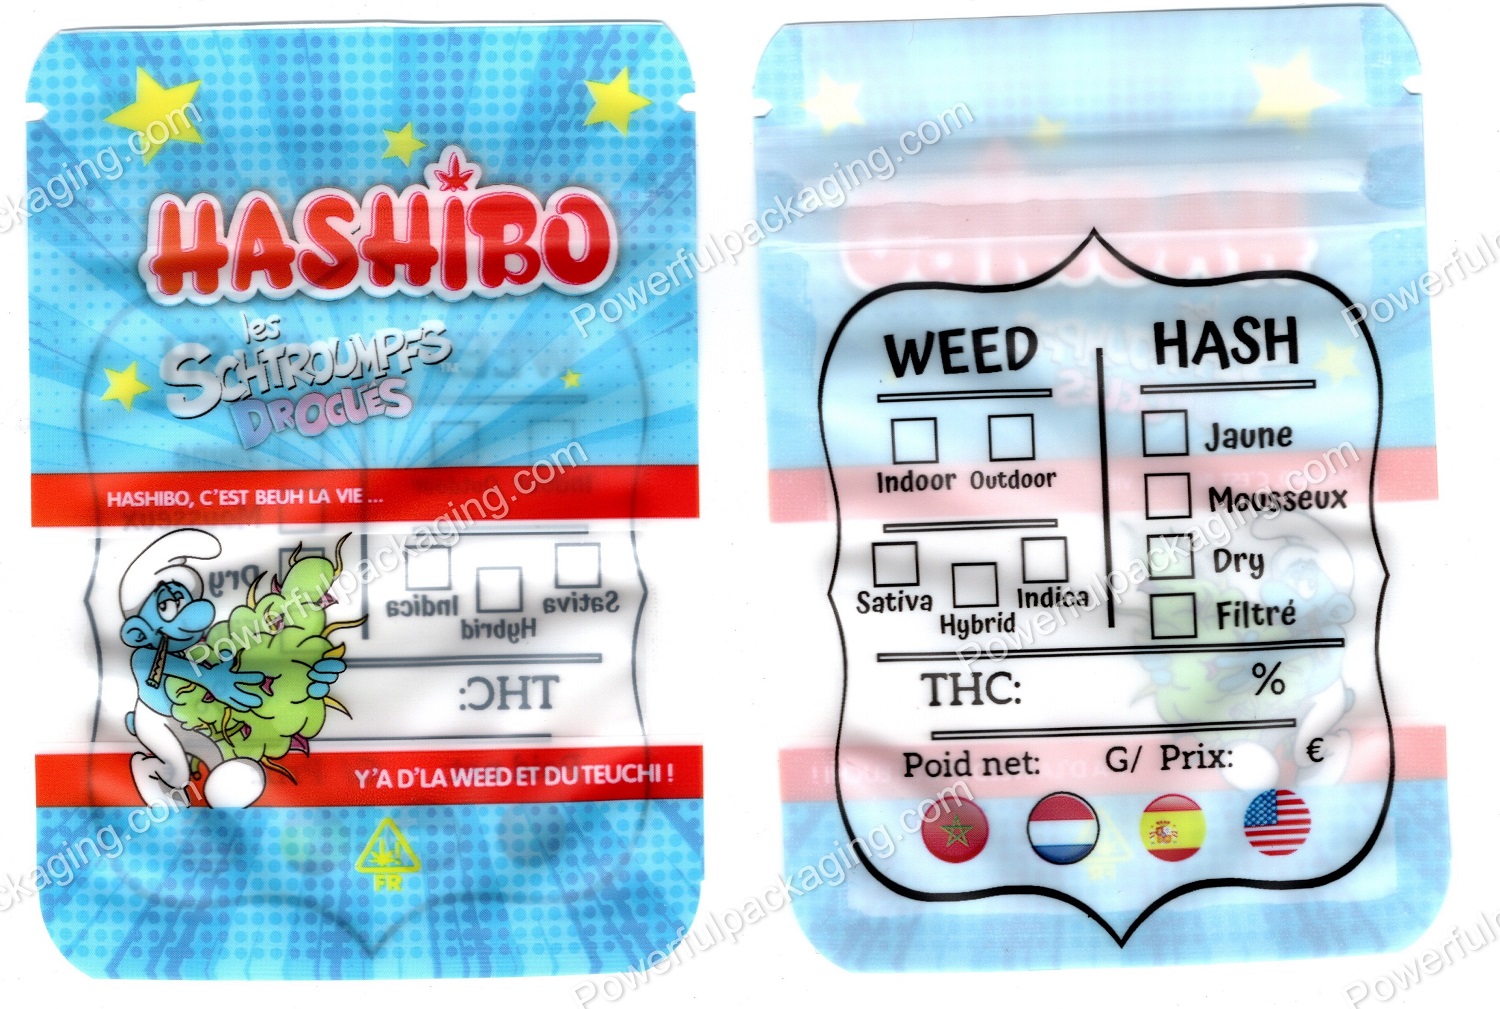 HASHIBO
les
SCHTROUMPFS
DROGUÉS
HASHIBO, C'EST BEUH LA VIE ...
Y'A D'LA WEED ET DU TEUCHI !
FR
WEED
Indoor Outdoor
Sativa Hybrid Indica
HASH
Jaune
Mousseux
Dry
Filtré
THC: %
Poid net: G/ Prix: €
Powerfulpackaging.com